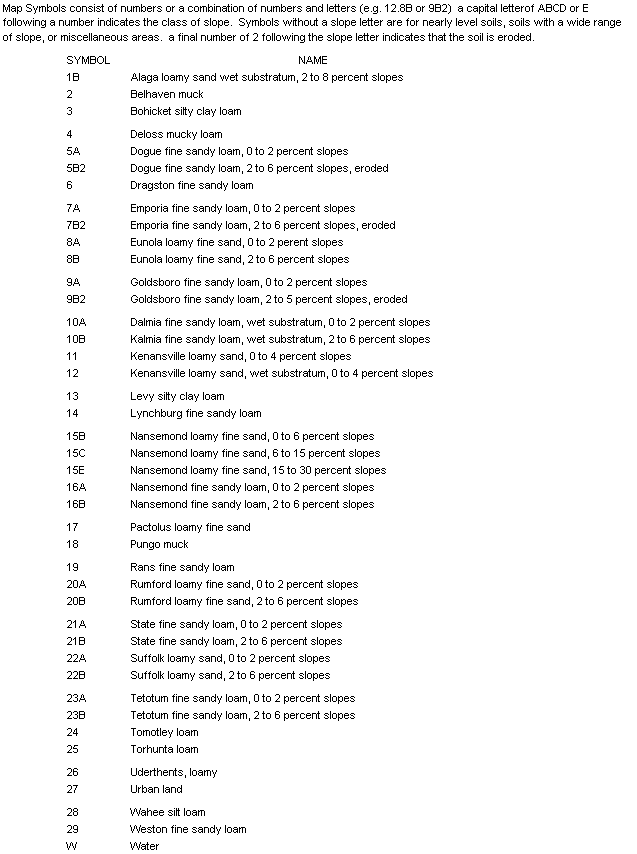 Map Symbols consist of numbers or a combination of numbers and letters (e.g. 12.8B or 9B2) a capital letterof ABCD or E
following a number indicates the class of slope. Symbols without a slope letter are for nearly level soils, soils with a wide range
of slope, or miscellaneous areas. a final number of 2 following the slope letter indicates that the soil is eroded.
SYMBOL NAME
1B Alaga loamy sand wet substratum, 2 to 8 percent slopes
2 Belhaven muck
3 Bohicket silty clay loam
4 Deloss mucky loam
5A Dogue fine sandy loam, 0 to 2 percent slopes
5B2 Dogue fine sandy loam, 2 to 6 percent slopes, eroded
6 Dragston fine sandy loam
7A Emporia fine sandy loam, 0 to 2 percent slopes
7B2 Emporia fine sandy loam, 2 to 6 percent slopes, eroded
8A Eunola loamy fine sand, 0 to 2 perent slopes
8B Eunola loamy fine sand, 2 to 6 percent slopes
9A Goldsboro fine sandy loam, 0 to 2 percent slopes
9B2 Goldsboro fine sandy loam, 2 to 5 percent slopes, eroded
10A Dalmia fine sandy loam, wet substratum, 0 to 2 percent slopes
10B Kalmia fine sandy loam, wet substratum, 2 to 6 percent slopes
11 Kenansville loamy sand, 0 to 4 percent slopes
12 Kenansville loamy sand, wet substratum, 0 to 4 percent slopes
13 Levy silty clay loam
14 Lynchburg fine sandy loam
15B Nansemond loamy fine sand, 0 to 6 percent slopes
15C Nansemond loamy fine sand, 6 to 15 percent slopes
15E Nansemond loamy fine sand, 15 to 30 percent slopes
16A Nansemond fine sandy loam, 0 to 2 percent slopes
16B Nansemond fine sandy loam, 2 to 6 percent slopes
17 Pactolus loamy fine sand
18 Pungo muck
19 Rans fine sandy loam
20A Rumford loamy fine sand, 0 to 2 percent slopes
20B Rumford loamy fine sand, 2 to 6 percent slopes
21A State fine sandy loam, 0 to 2 percent slopes
21B State fine sandy loam, 2 to 6 percent slopes
22A Suffolk loamy sand, 0 to 2 percent slopes
22B Suffolk loamy sand, 2 to 6 percent slopes
23A Tetotum fine sandy loam, 0 to 2 percent slopes
23B Tetotum fine sandy loam, 2 to 6 percent slopes
24 Tomotley loam
25 Torhunta loam
26 Uderthents, loamy
27 Urban land
28 Wahee silt loam
29 Weston fine sandy loam
W Water